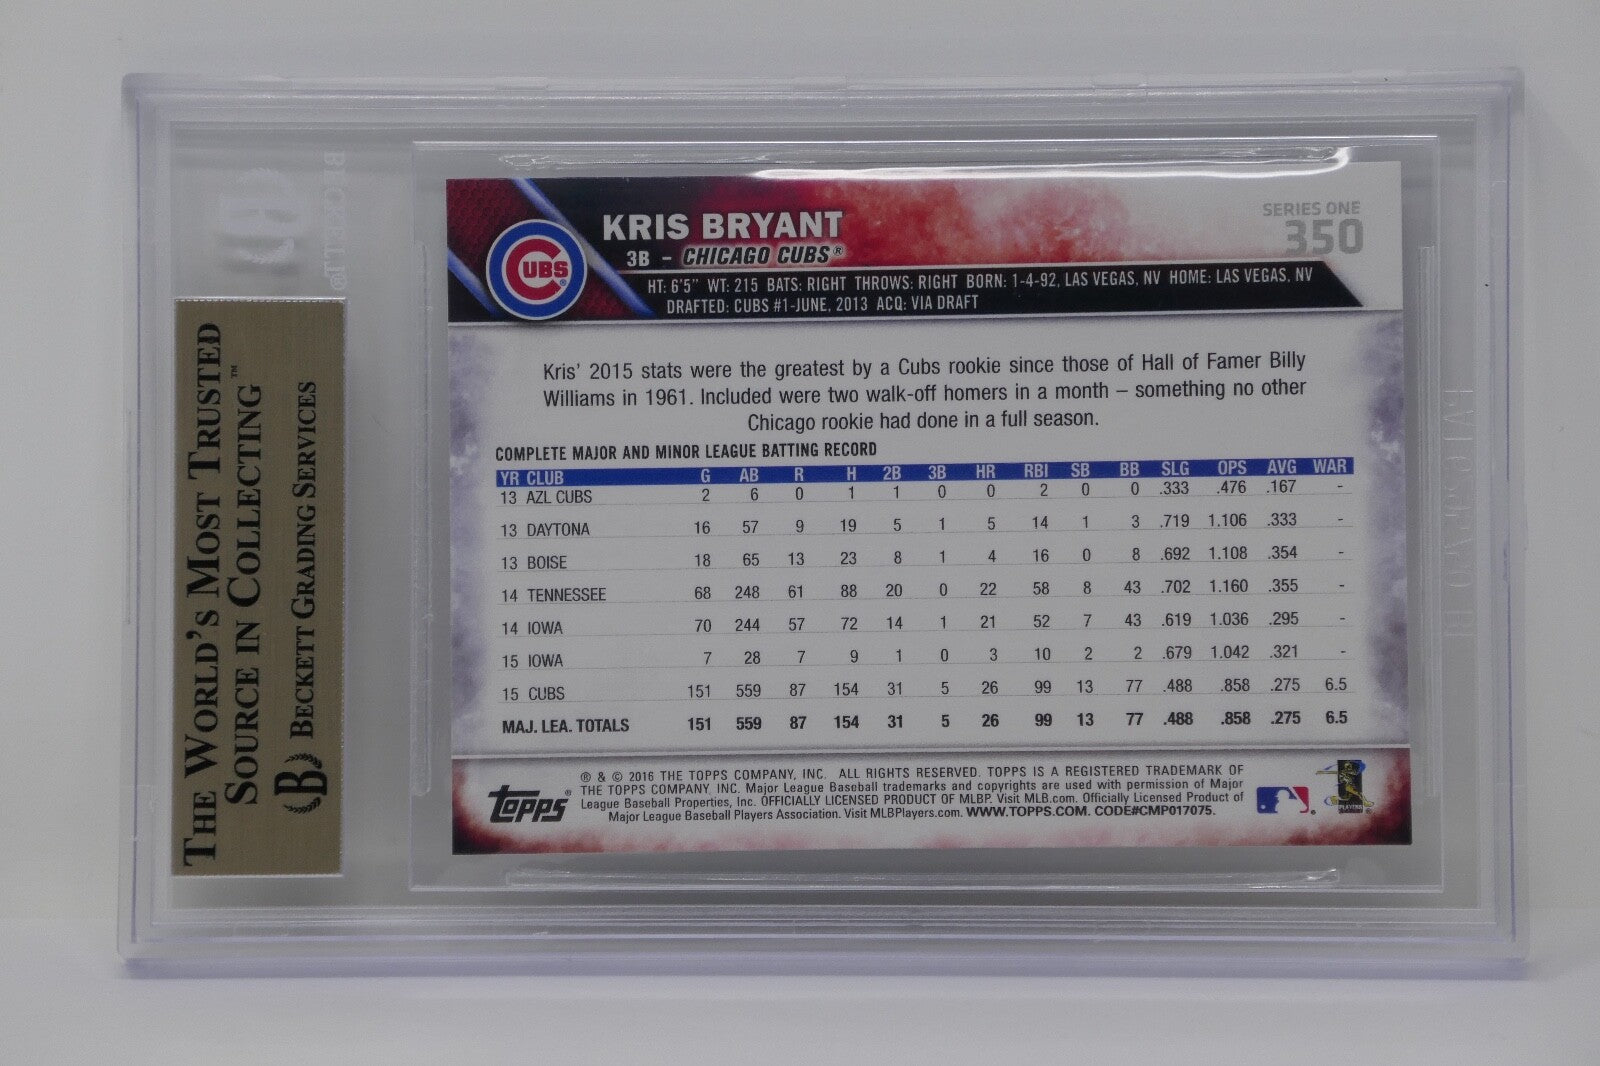 THE WORLD'S MOST TRUSTED
SOURCE IN COLLECTING™
B BECKETT GRADING SERVICES
BECKETT®
KRIS BRYANT
3B – CHICAGO CUBS®
SERIES ONE
350
CUBS®
HT: 6'5" WT: 215 BATS: RIGHT THROWS: RIGHT BORN: 1-4-92, LAS VEGAS, NV HOME: LAS VEGAS, NV
DRAFTED: CUBS #1-JUNE, 2013 ACQ: VIA DRAFT
Kris' 2015 stats were the greatest by a Cubs rookie since those of Hall of Famer Billy
Williams in 1961. Included were two walk-off homers in a month – something no other
Chicago rookie had done in a full season.
COMPLETE MAJOR AND MINOR LEAGUE BATTING RECORD
YR CLUB G AB R H 2B 3B HR RBI SB BB SLG OPS AVG WAR
13 AZL CUBS 2 6 0 1 1 0 0 2 0 0 .333 .476 .167 -
13 DAYTONA 16 57 9 19 5 1 5 14 1 3 .719 1.106 .333 -
13 BOISE 18 65 13 23 8 1 4 16 0 8 .692 1.108 .354 -
14 TENNESSEE 68 248 61 88 20 0 22 58 8 43 .702 1.160 .355 -
14 IOWA 70 244 57 72 14 1 21 52 7 43 .619 1.036 .295 -
15 IOWA 7 28 7 9 1 0 3 10 2 2 .679 1.042 .321 -
15 CUBS 151 559 87 154 31 5 26 99 13 77 .488 .858 .275 6.5
MAJ. LEA. TOTALS 151 559 87 154 31 5 26 99 13 77 .488 .858 .275 6.5
topps®
® & © 2016 THE TOPPS COMPANY, INC. ALL RIGHTS RESERVED. TOPPS IS A REGISTERED TRADEMARK OF
THE TOPPS COMPANY, INC. Major League Baseball trademarks and copyrights are used with permission of Major
League Baseball Properties, Inc. OFFICIALLY LICENSED PRODUCT OF MLBP. Visit MLB.com. Officially Licensed Product of
Major League Baseball Players Association. Visit MLBPlayers.com. WWW.TOPPS.COM. CODE#CMP017075.
PLAYERS